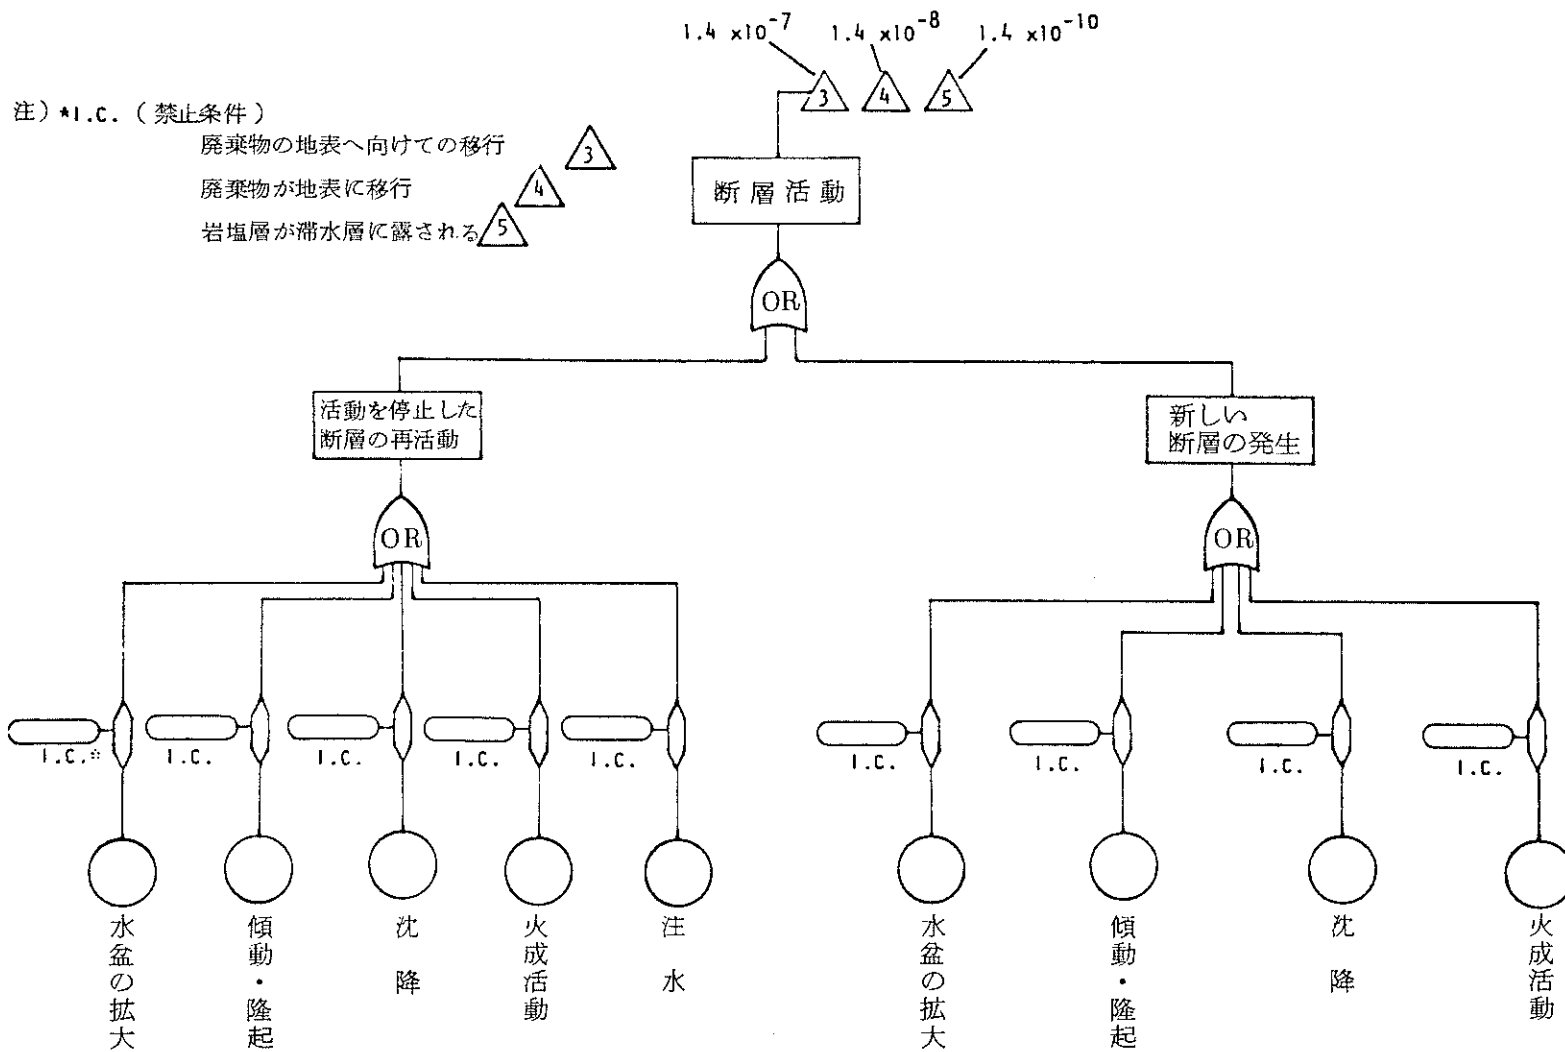 1.4 ×10⁻⁷ 1.4 ×10⁻⁸ 1.4 ×10⁻¹⁰
3 4 5
注) *I.C. (禁止条件)
廃棄物の地表へ向けての移行 3
廃棄物が地表に移行 4
岩塩層が滞水層に露される 5
断層活動
OR
活動を停止した
断層の再活動
新しい
断層の発生
OR
OR
I.C.*
I.C.
I.C.
I.C.
I.C.
I.C.
I.C.
I.C.
I.C.
水盆の拡大
傾動・隆起
沈降
火成活動
注水
水盆の拡大
傾動・隆起
沈降
火成活動